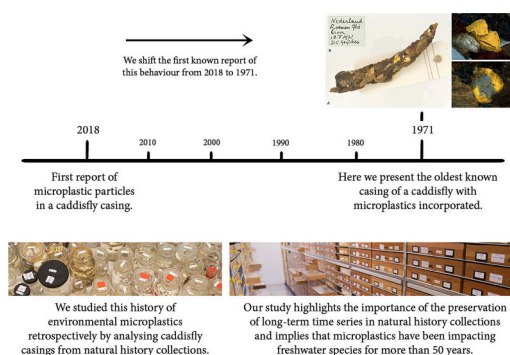 We shift the first known report of
this behaviour from 2018 to 1971.
Nederland
B
A
2018
2010
2000
1990
1980
1971
First report of
microplastic particles
in a caddisfly casing.
Here we present the oldest known
casing of a caddisfly with
microplastics incorporated.
We studied this history of
environmental microplastics
retrospectively by analysing caddisfly
casings from natural history collections.
Our study highlights the importance of the preservation
of long-term time series in natural history collections
and implies that microplastics have been impacting
freshwater species for more than 50 years.